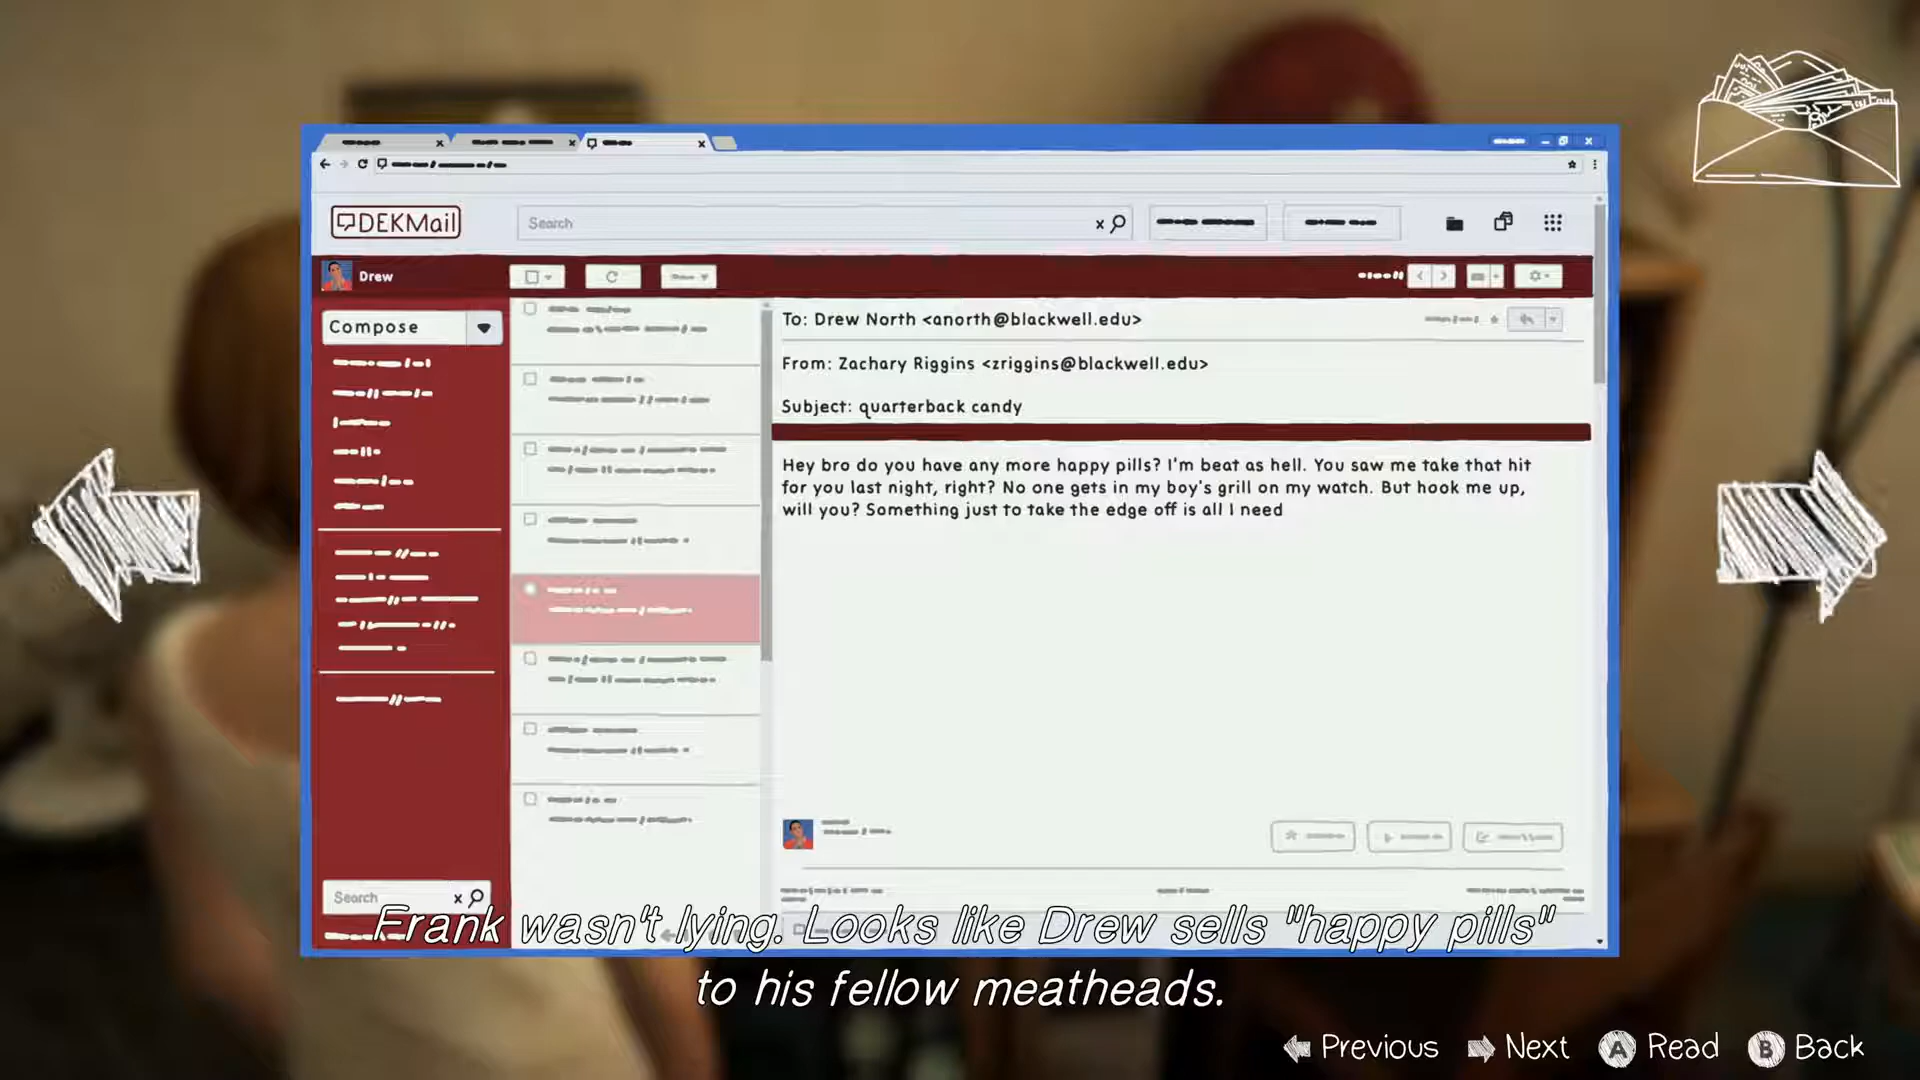 DEKMail
Search
Drew
Compose
To: Drew North <anorth@blackwell.edu>
From: Zachary Riggins <zriggins@blackwell.edu>
Subject: quarterback candy
Hey bro do you have any more happy pills? I'm beat as hell. You saw me take that hit
for you last night, right? No one gets in my boy's grill on my watch. But hook me up,
will you? Something just to take the edge off is all I need
Search
Frank wasn't lying. Looks like Drew sells "happy pills"
to his fellow meatheads.
Previous Next A Read B Back